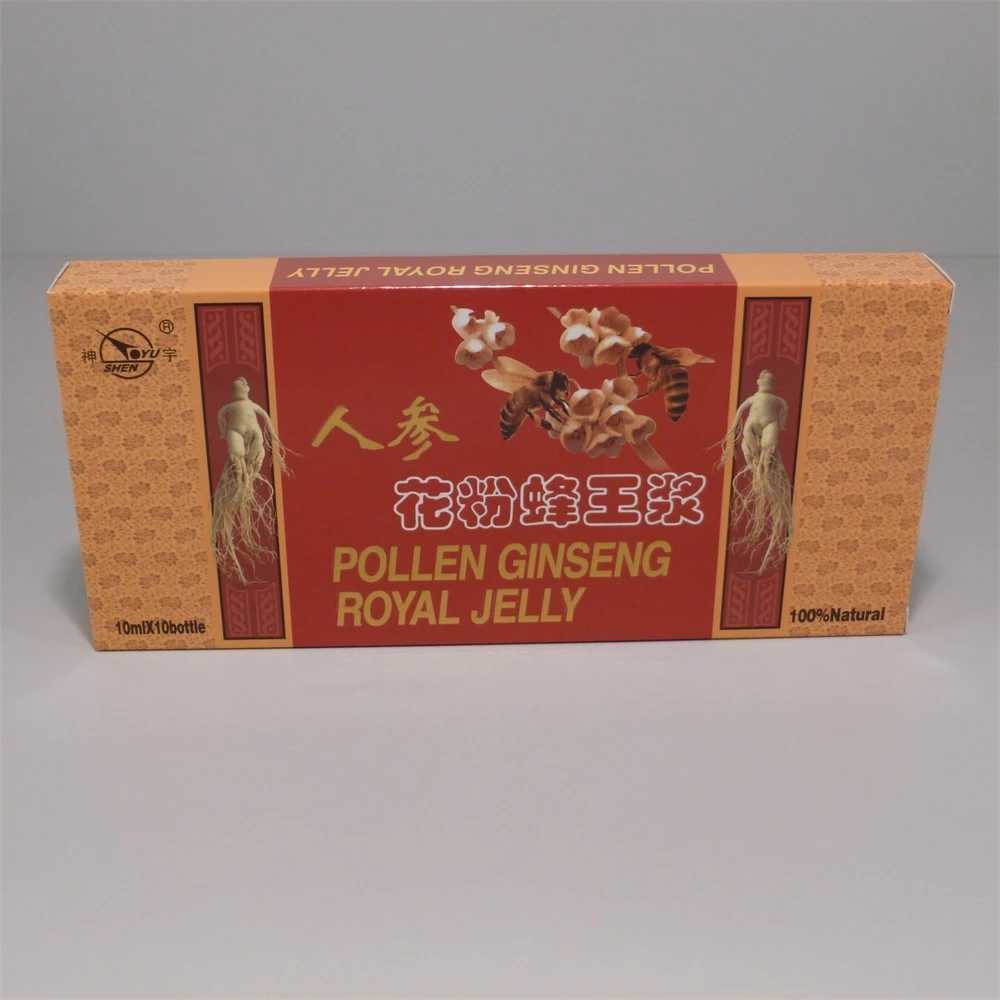 POLLEN GINSENG ROYAL JELLY
神 SHEN YU 宇 ®
人参
花粉蜂王浆
POLLEN GINSENG
ROYAL JELLY
10mlX10bottle
100%Natural